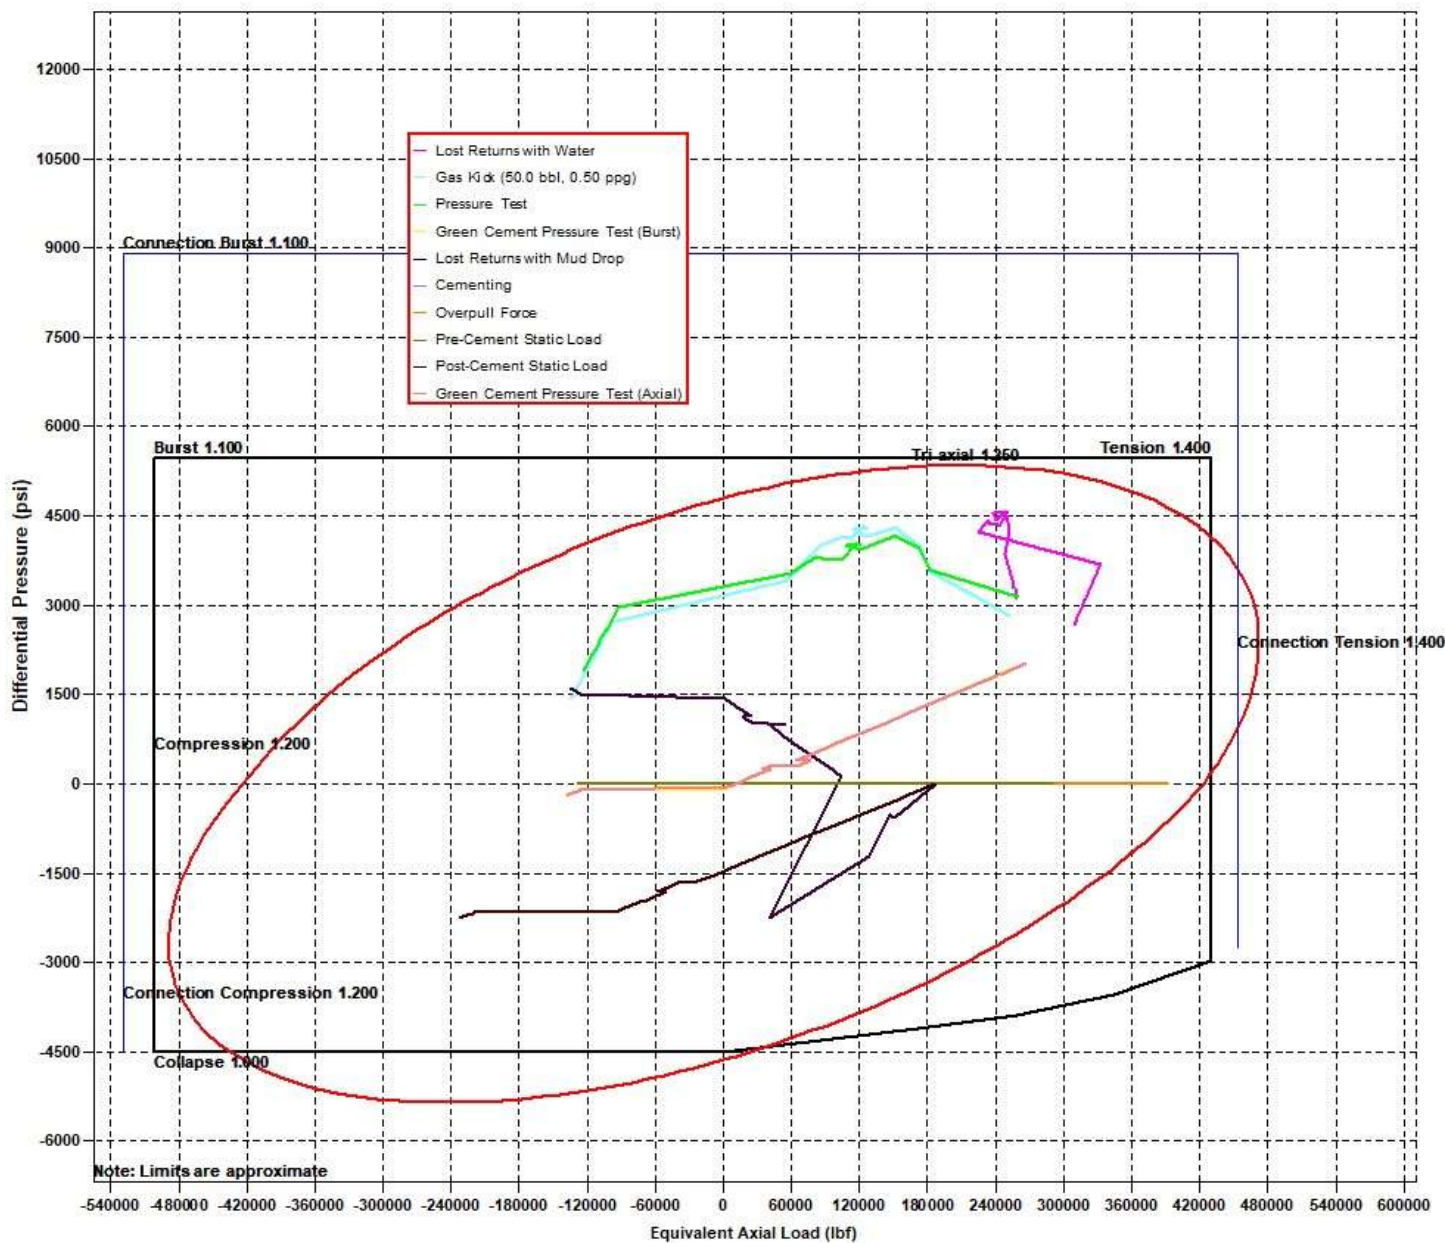 12000
10500
Lost Returns with Water
Gas Kick (50.0 bbl, 0.50 ppg)
Pressure Test
Green Cement Pressure Test (Burst)
Lost Returns with Mud Drop
Cementing
Overpull Force
Pre-Cement Static Load
Post-Cement Static Load
Green Cement Pressure Test (Axial)
9000
Connection Burst 1.100
7500
6000
Burst 1.100
Tri axial 1.250
Tension 1.400
4500
3000
Connection Tension 1.400
1500
Compression 1.200
0
-1500
-3000
Connection Compression 1.200
-4500
Collapse 1.000
-6000
Differential Pressure (psi)
Note: Limits are approximate
-540000 -480000 -420000 -360000 -300000 -240000 -180000 -120000 -60000 0 60000 120000 180000 240000 300000 360000 420000 480000 540000 600000
Equivalent Axial Load (lbf)